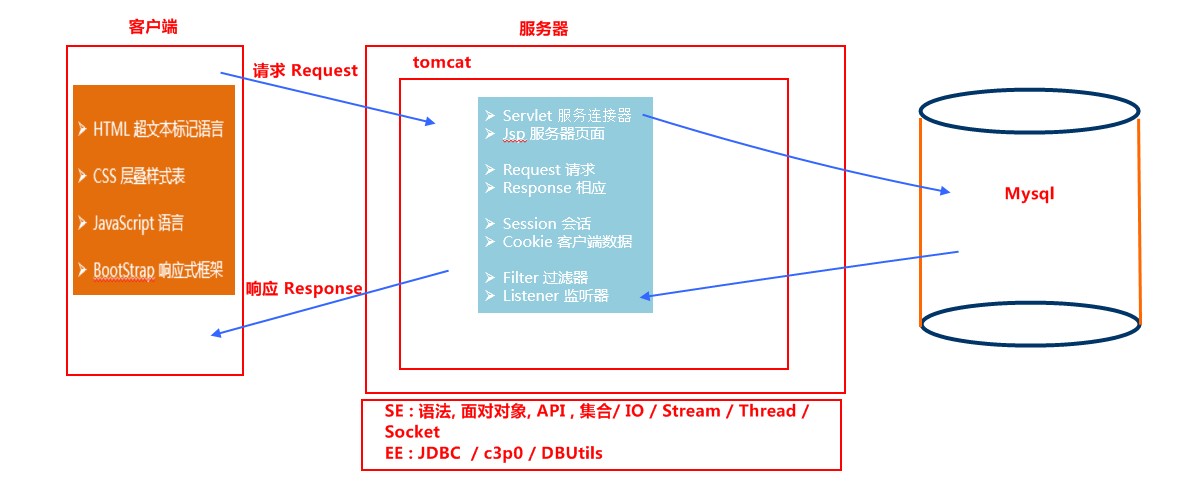 客户端
请求 Request
HTML 超文本标记语言
CSS 层叠样式表
JavaScript 语言
BootStrap 响应式框架
响应 Response
服务器
tomcat
Servlet 服务连接器
Jsp 服务器页面
Request 请求
Response 相应
Session 会话
Cookie 客户端数据
Filter 过滤器
Listener 监听器
Mysql
SE : 语法, 面对对象, API , 集合/ IO / Stream / Thread /
Socket
EE : JDBC / c3p0 / DBUtils